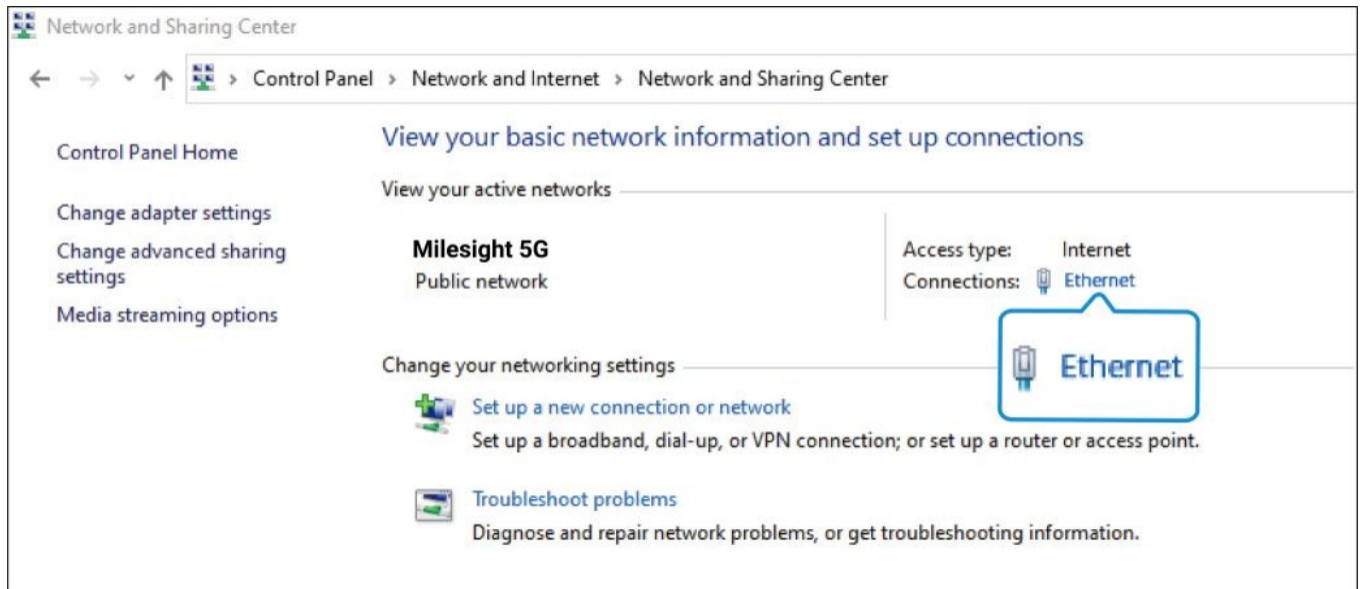 Network and Sharing Center
Control Panel > Network and Internet > Network and Sharing Center
Control Panel Home
Change adapter settings
Change advanced sharing
settings
Media streaming options
View your basic network information and set up connections
View your active networks
Milesight 5G
Public network
Access type: Internet
Connections: Ethernet
Ethernet
Change your networking settings
Set up a new connection or network
Set up a broadband, dial-up, or VPN connection; or set up a router or access point.
Troubleshoot problems
Diagnose and repair network problems, or get troubleshooting information.